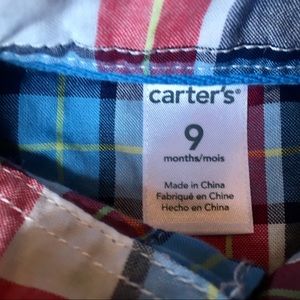 carter's®
9
months/mois
Made in China
Fabriqué en Chine
Hecho en China